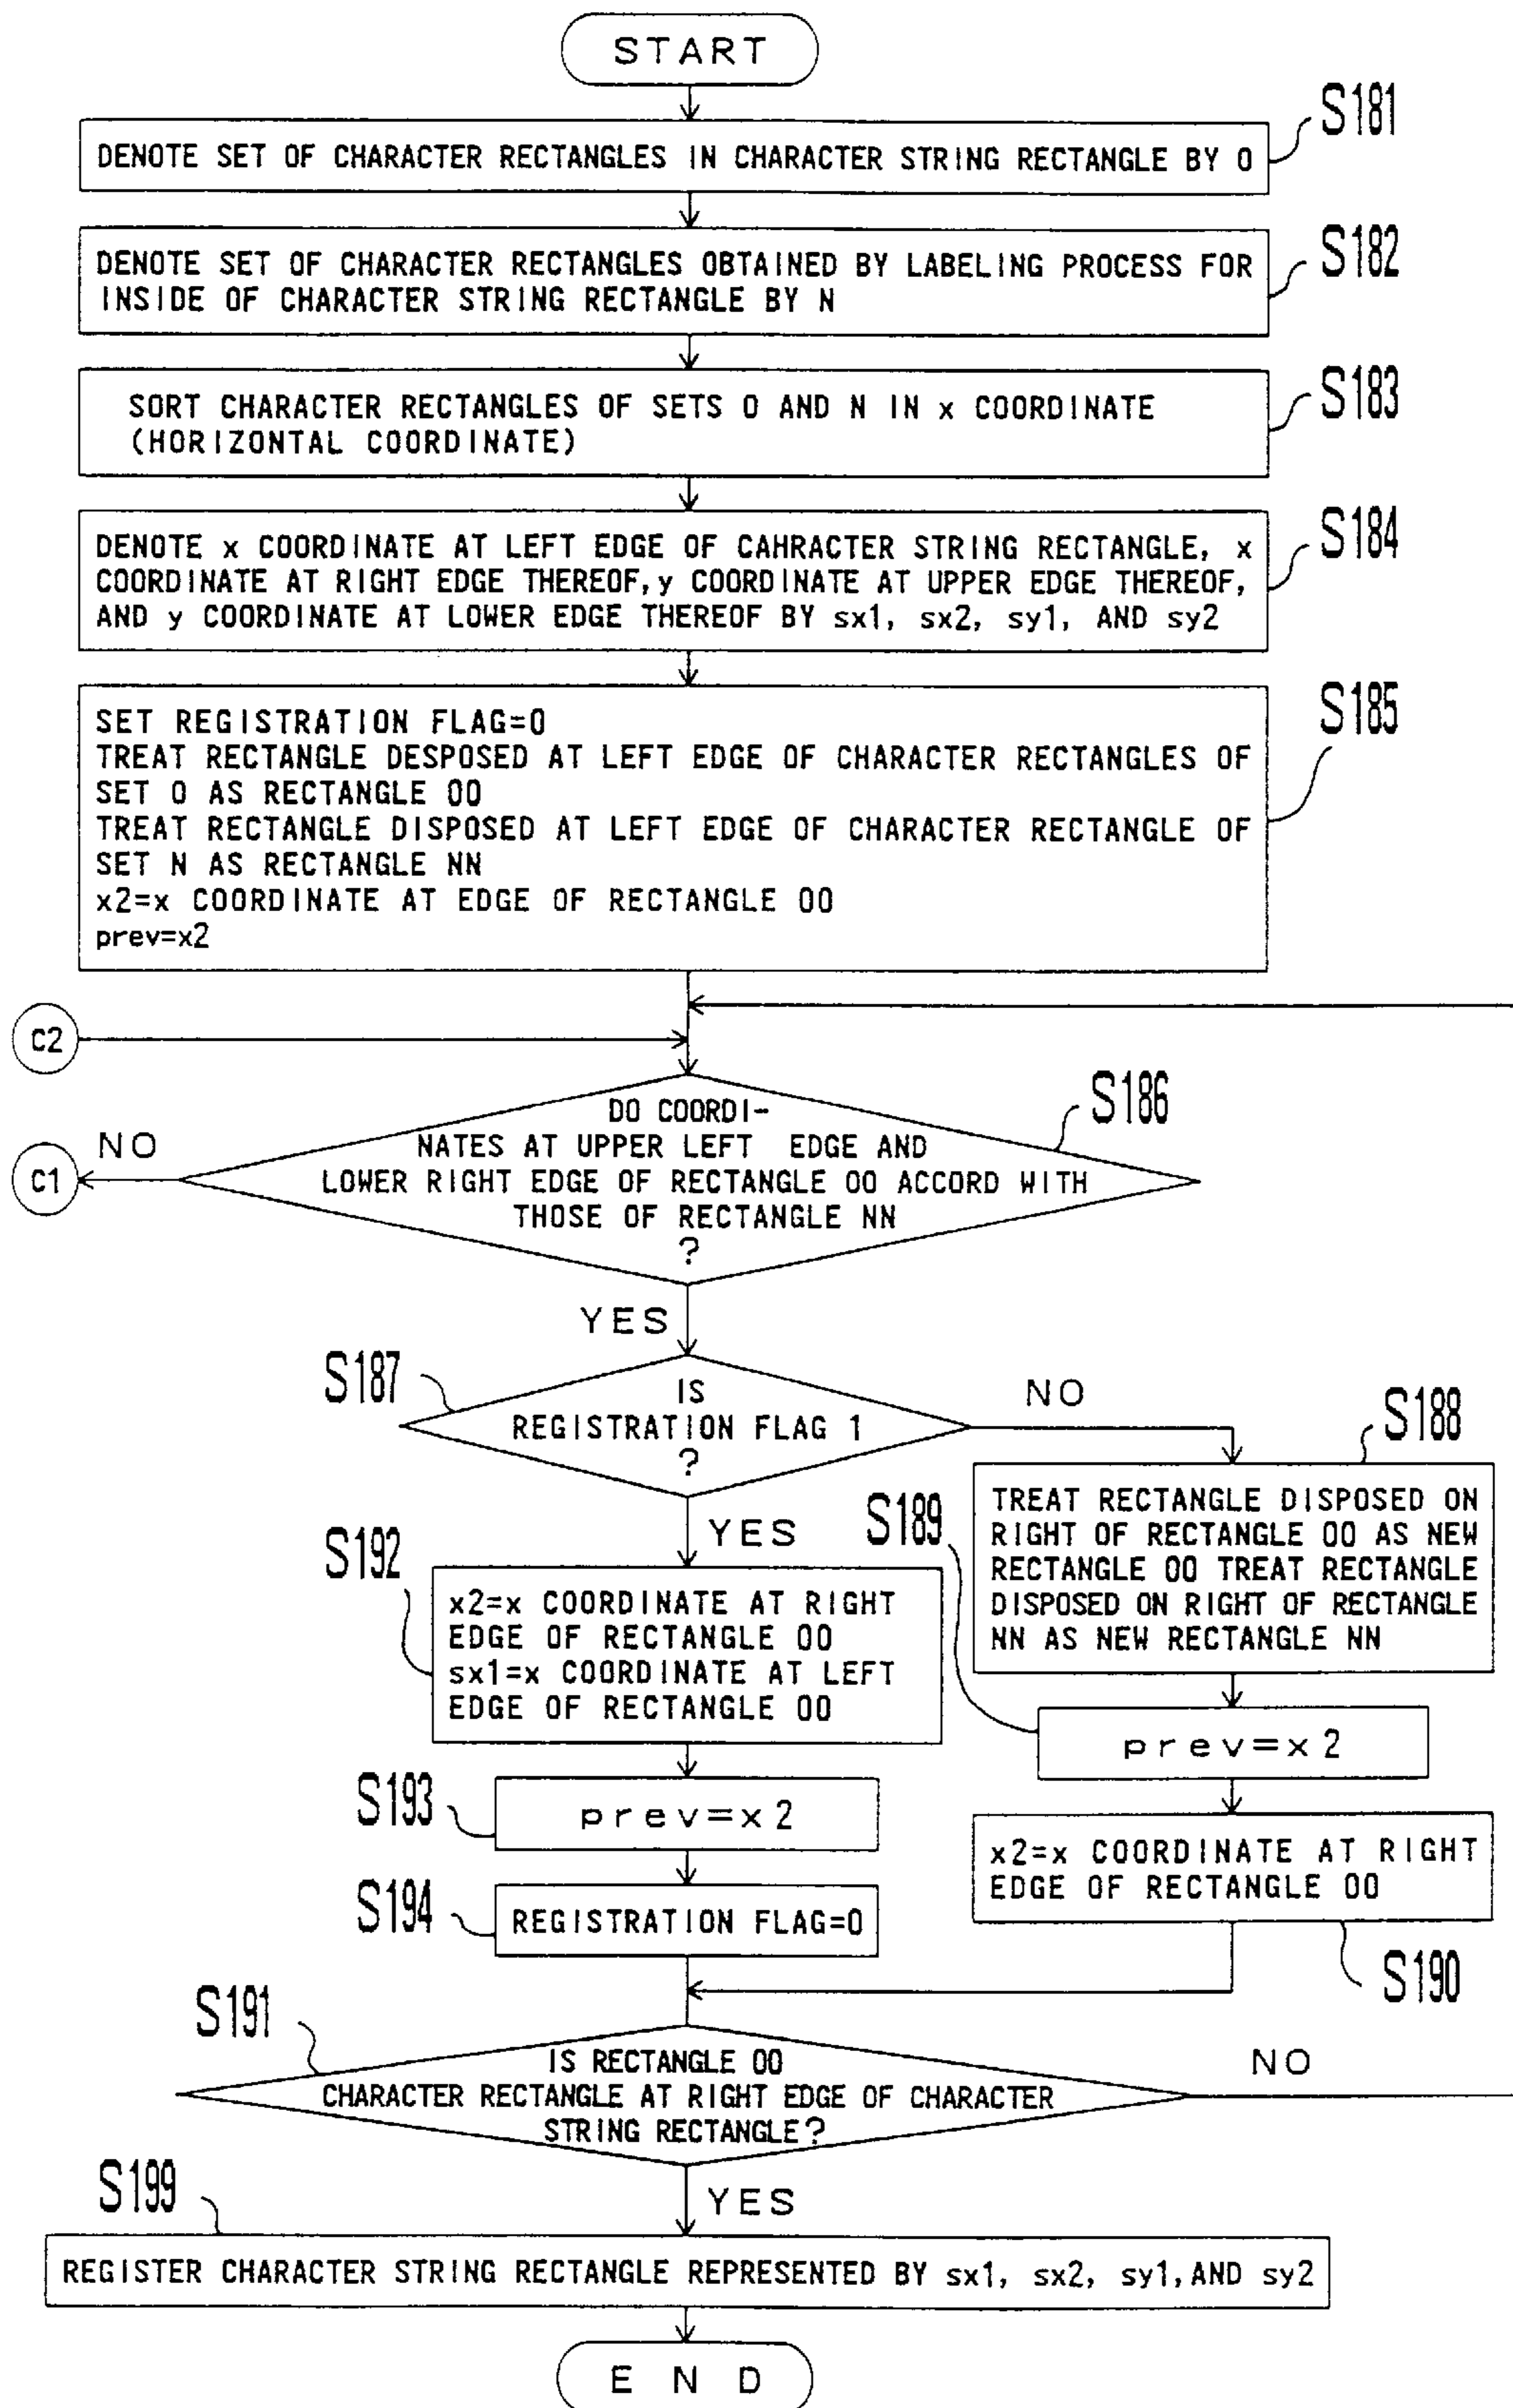 START
S181
DENOTE SET OF CHARACTER RECTANGLES IN CHARACTER STRING RECTANGLE BY O
S182
DENOTE SET OF CHARACTER RECTANGLES OBTAINED BY LABELING PROCESS FOR
INSIDE OF CHARACTER STRING RECTANGLE BY N
S183
SORT CHARACTER RECTANGLES OF SETS O AND N IN x COORDINATE
(HORIZONTAL COORDINATE)
S184
DENOTE x COORDINATE AT LEFT EDGE OF CAHRACTER STRING RECTANGLE, x
COORDINATE AT RIGHT EDGE THEREOF, y COORDINATE AT UPPER EDGE THEREOF,
AND y COORDINATE AT LOWER EDGE THEREOF BY sx1, sx2, sy1, AND sy2
S185
SET REGISTRATION FLAG=0
TREAT RECTANGLE DESPOSED AT LEFT EDGE OF CHARACTER RECTANGLES OF
SET O AS RECTANGLE OO
TREAT RECTANGLE DISPOSED AT LEFT EDGE OF CHARACTER RECTANGLE OF
SET N AS RECTANGLE NN
x2=x COORDINATE AT EDGE OF RECTANGLE OO
prev=x2
C2
S186
DO COORDI-
NATES AT UPPER LEFT EDGE AND
LOWER RIGHT EDGE OF RECTANGLE OO ACCORD WITH
THOSE OF RECTANGLE NN
?
NO
C1
YES
S187
IS
REGISTRATION FLAG 1
?
NO
S188
TREAT RECTANGLE DISPOSED ON
RIGHT OF RECTANGLE OO AS NEW
RECTANGLE OO TREAT RECTANGLE
DISPOSED ON RIGHT OF RECTANGLE
NN AS NEW RECTANGLE NN
YES
S189
prev=x2
S192
x2=x COORDINATE AT RIGHT
EDGE OF RECTANGLE OO
sx1=x COORDINATE AT LEFT
EDGE OF RECTANGLE OO
S193
prev=x2
x2=x COORDINATE AT RIGHT
EDGE OF RECTANGLE OO
S190
S194
REGISTRATION FLAG=0
S191
IS RECTANGLE OO
CHARACTER RECTANGLE AT RIGHT EDGE OF CHARACTER
STRING RECTANGLE?
NO
YES
S199
REGISTER CHARACTER STRING RECTANGLE REPRESENTED BY sx1, sx2, sy1, AND sy2
END